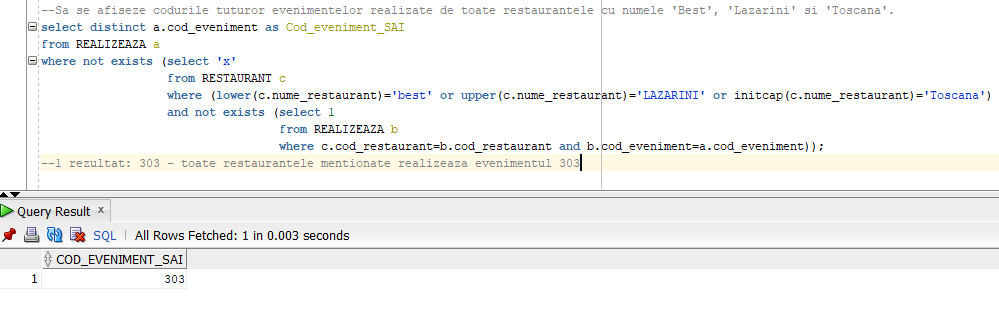 --Sa se afiseze codurile tuturor evenimentelor realizate de toate restaurantele cu numele 'Best', 'Lazarini' si 'Toscana'.
select distinct a.cod_eveniment as Cod_eveniment_SAI
from REALIZEAZA a
where not exists (select 'x'
from RESTAURANT c
where (lower(c.nume_restaurant)='best' or upper(c.nume_restaurant)='LAZARINI' or initcap(c.nume_restaurant)='Toscana')
and not exists (select 1
from REALIZEAZA b
where c.cod_restaurant=b.cod_restaurant and b.cod_eveniment=a.cod_eveniment));
--1 rezultat: 303 - toate restaurantele mentionate realizeaza evenimentul 303
Query Result x
SQL | All Rows Fetched: 1 in 0.003 seconds
COD_EVENIMENT_SAI
1 303